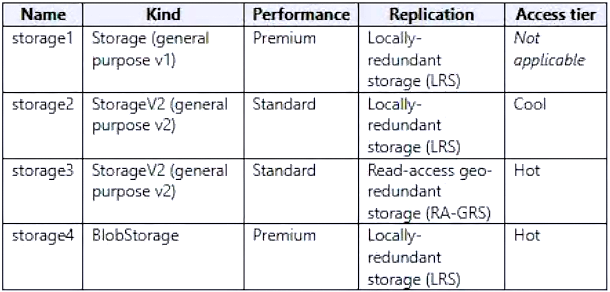 Name Kind Performance Replication Access tier
storage1 Storage (general Premium Locally- Not
purpose v1) redundant applicable
storage (LRS)
storage2 StorageV2 (general Standard Locally- Cool
purpose v2) redundant
storage (LRS)
storage3 StorageV2 (general Standard Read-access geo- Hot
purpose v2) redundant
storage (RA-GRS)
storage4 BlobStorage Premium Locally- Hot
redundant
storage (LRS)